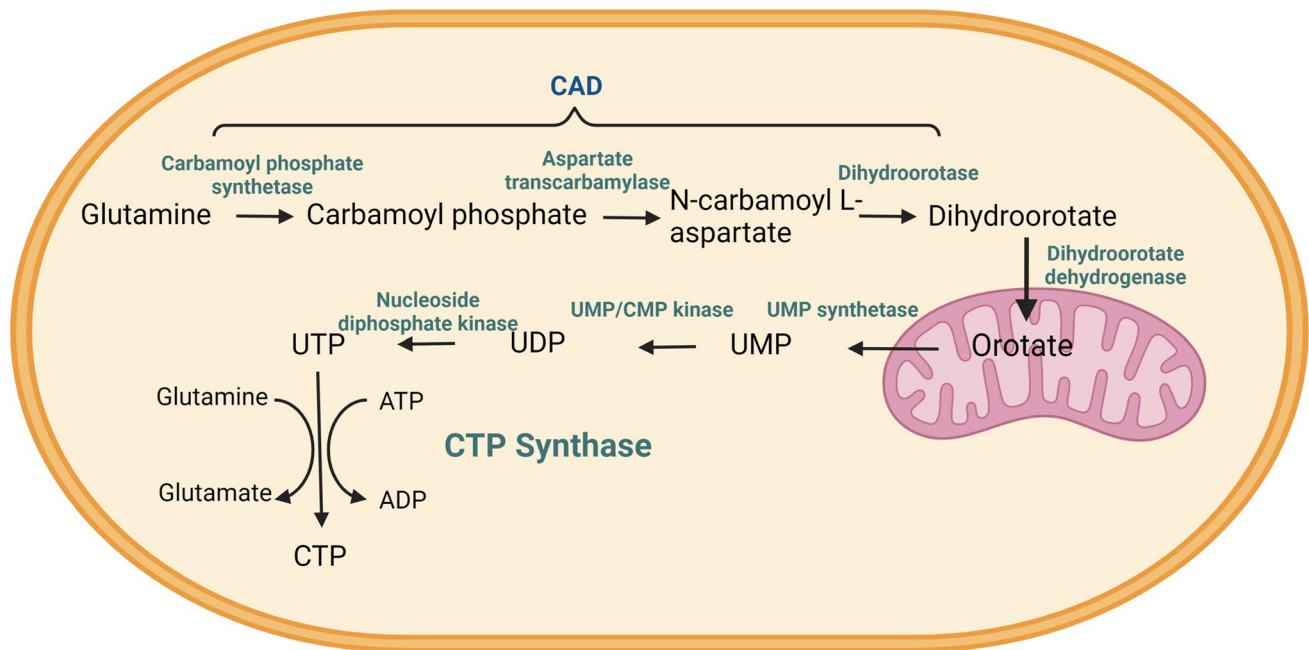 CAD
Carbamoyl phosphate
synthetase
Aspartate
transcarbamylase
Dihydroorotase
Glutamine
Carbamoyl phosphate
N-carbamoyl L-
aspartate
Dihydroorotate
Dihydroorotate
dehydrogenase
Orotate
UMP synthetase
UMP
UMP/CMP kinase
UDP
Nucleoside
diphosphate kinase
UTP
Glutamine
ATP
CTP Synthase
Glutamate
ADP
CTP